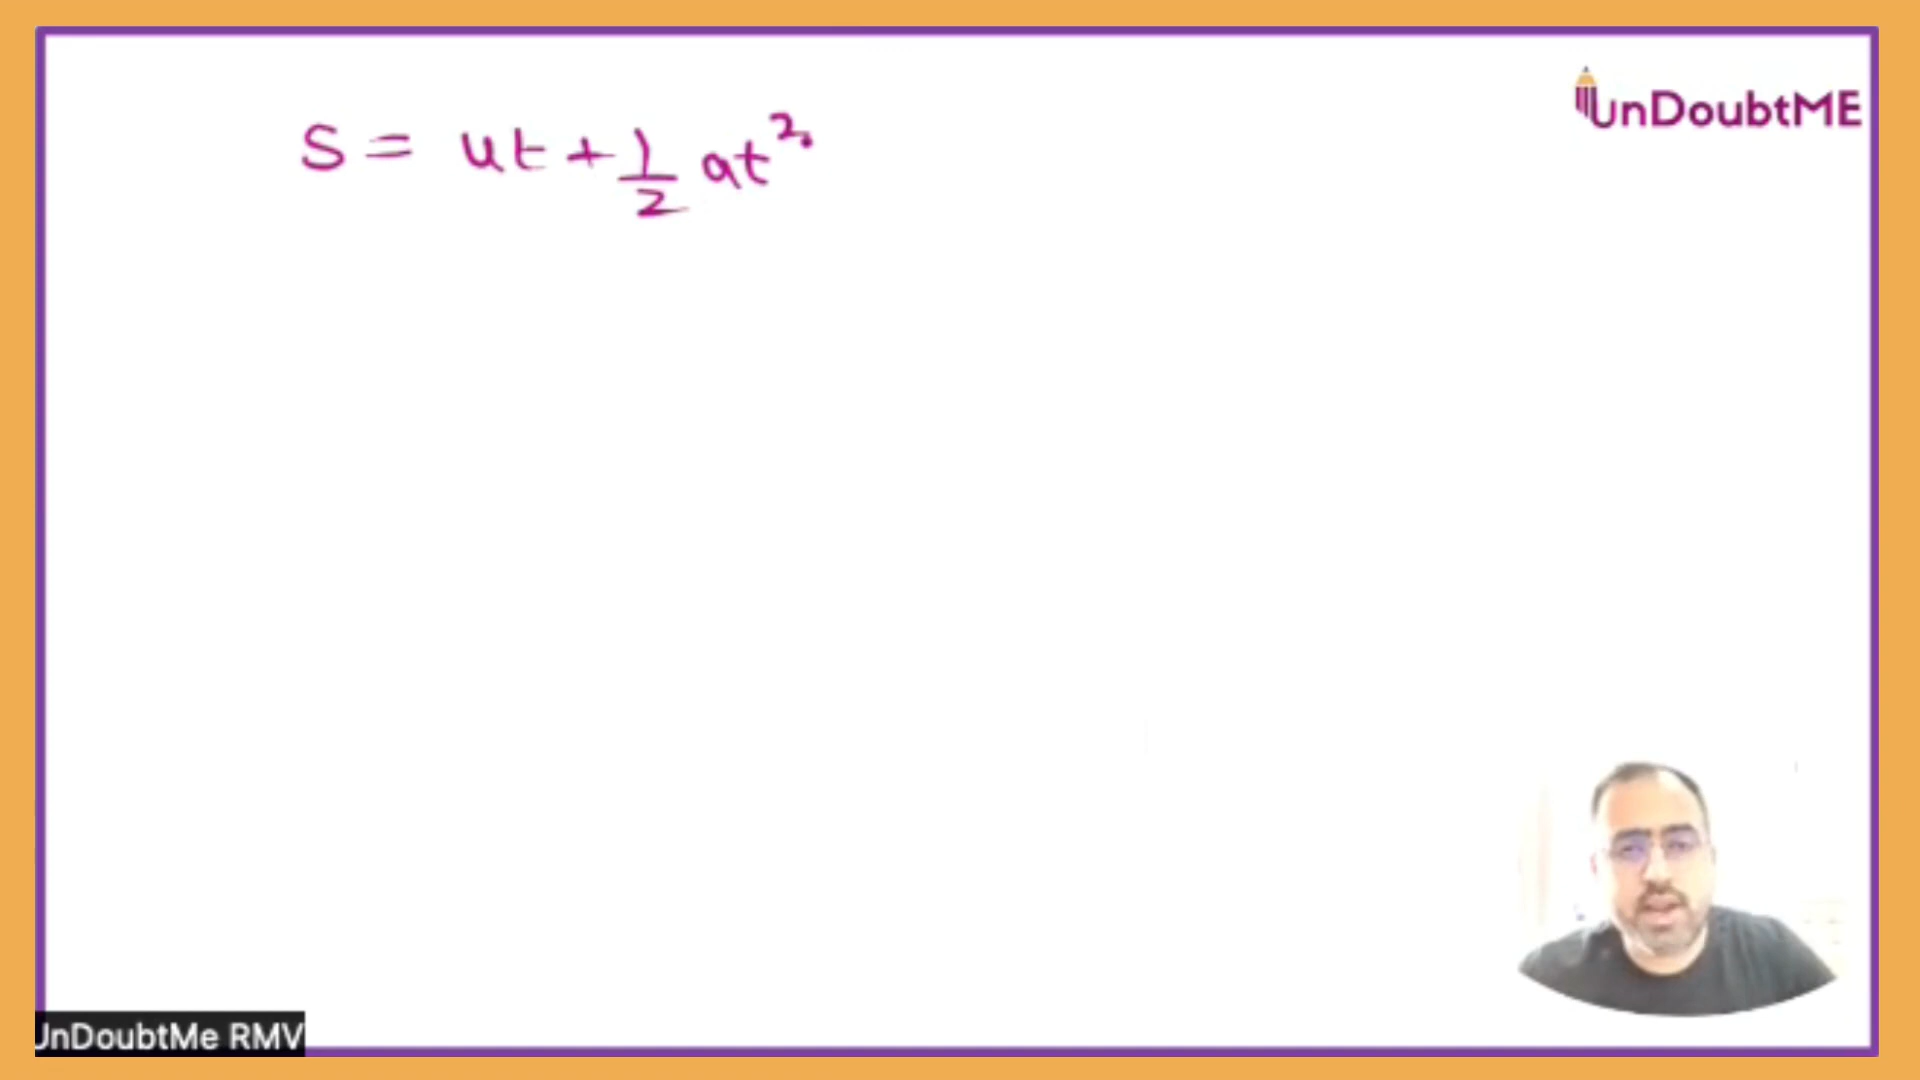 S = ut + 1/2 at²
UnDoubtME
UnDoubtMe RMV